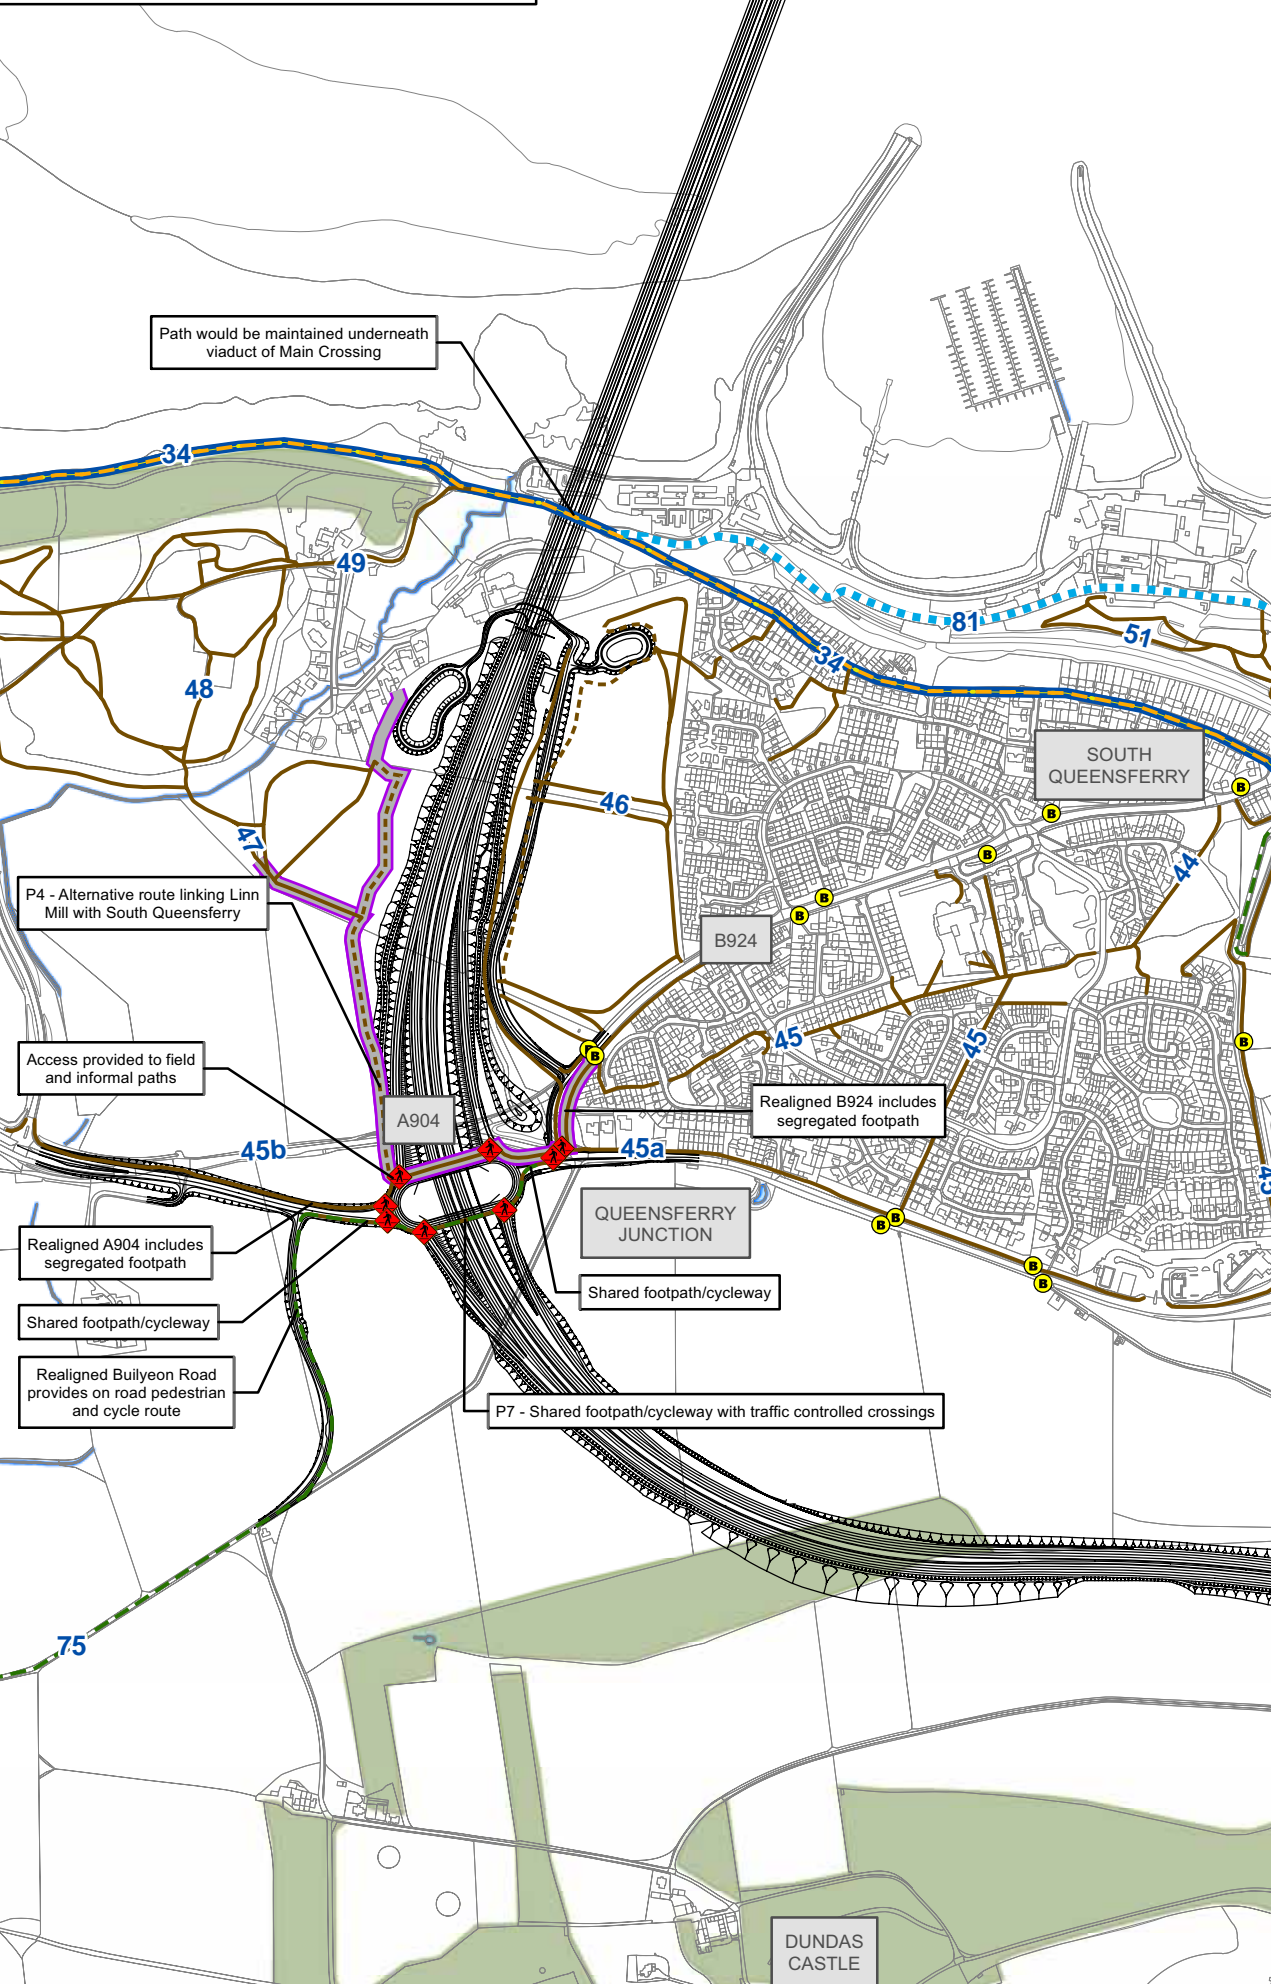 Path would be maintained underneath
viaduct of Main Crossing
34
49
81
51
34
48
SOUTH
QUEENSFERRY
46
B
B
47
B
44
P4 - Alternative route linking Linn
Mill with South Queensferry
B
B
B924
45
45
B
B
B
Access provided to field
and informal paths
A904
Realigned B924 includes
segregated footpath
45b
45a
45
QUEENSFERRY
JUNCTION
B
B
Realigned A904 includes
segregated footpath
B
B
Shared footpath/cycleway
Shared footpath/cycleway
Realigned Builyeon Road
provides on road pedestrian
and cycle route
P7 - Shared footpath/cycleway with traffic controlled crossings
75
DUNDAS
CASTLE